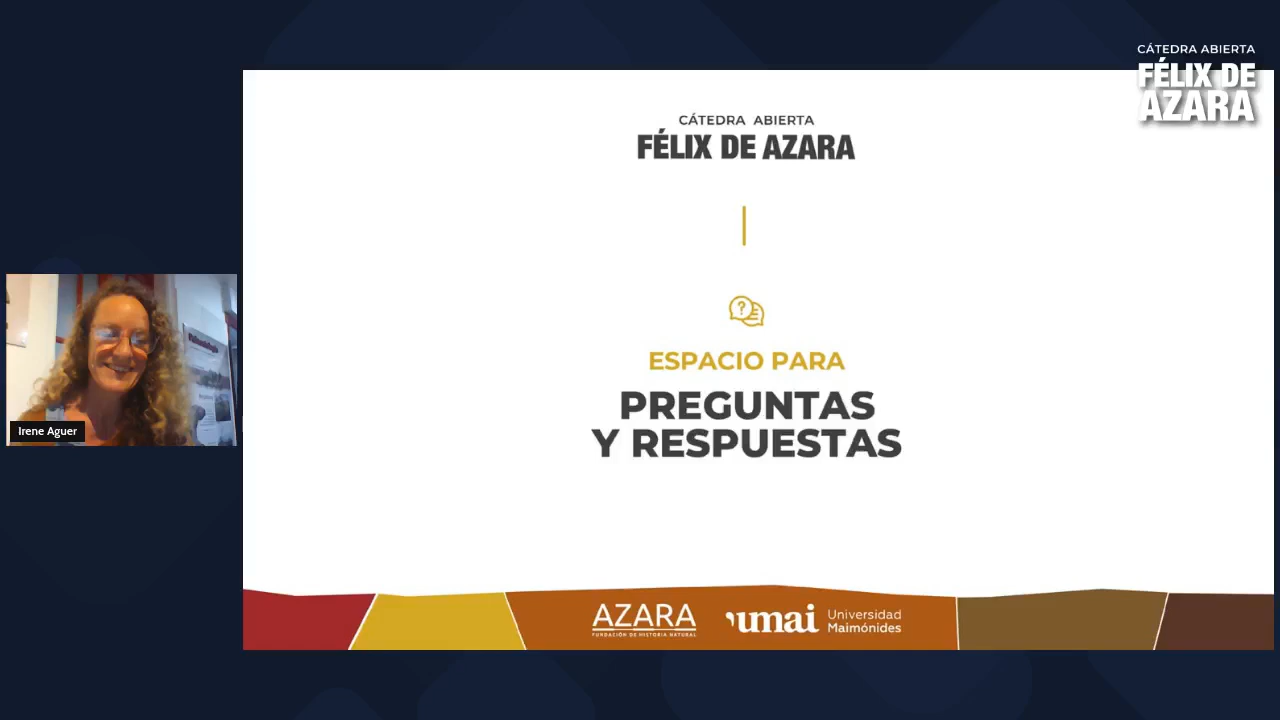 CÁTEDRA ABIERTA
FÉLIX DE
AZARA
CÁTEDRA ABIERTA
FÉLIX DE AZARA
ESPACIO PARA
PREGUNTAS
Y RESPUESTAS
Paleontología
Irene Aguer
AZARA
FUNDACIÓN DE HISTORIA NATURAL
umai Universidad
Maimónides